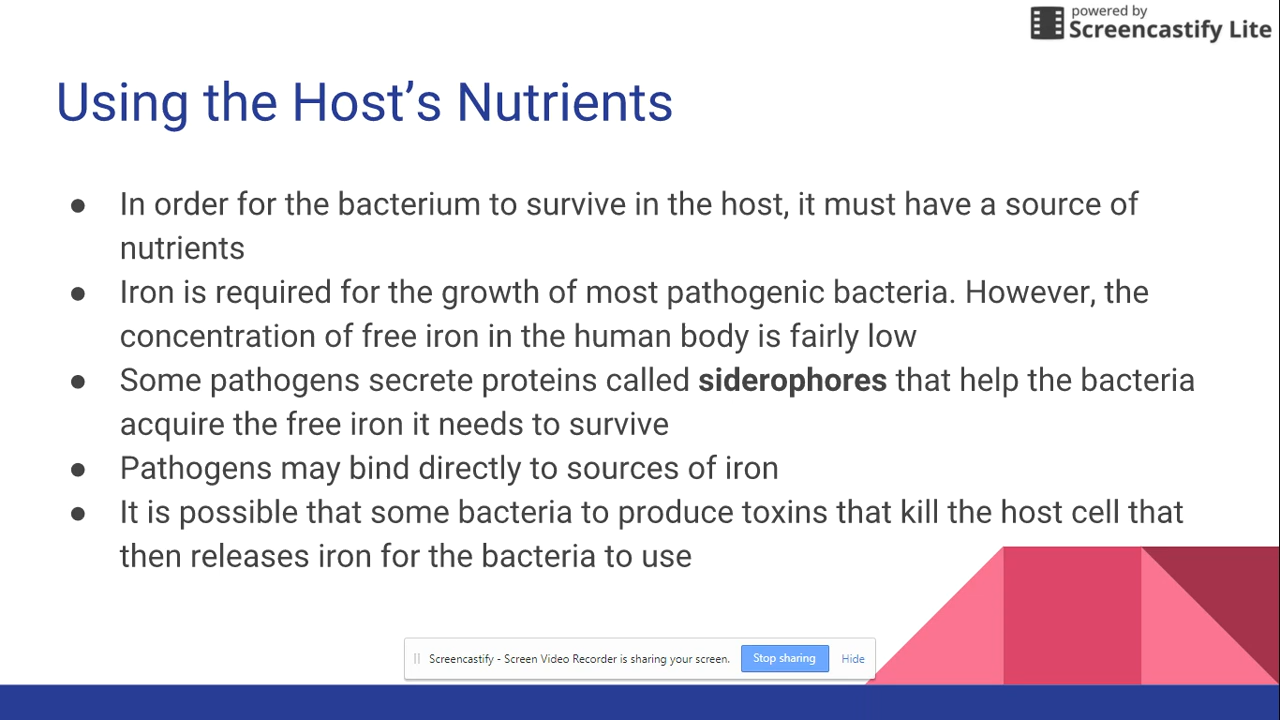 powered by
Screencastify Lite
Using the Host’s Nutrients
● In order for the bacterium to survive in the host, it must have a source of
nutrients
● Iron is required for the growth of most pathogenic bacteria. However, the
concentration of free iron in the human body is fairly low
● Some pathogens secrete proteins called siderophores that help the bacteria
acquire the free iron it needs to survive
● Pathogens may bind directly to sources of iron
● It is possible that some bacteria to produce toxins that kill the host cell that
then releases iron for the bacteria to use
Screencastify - Screen Video Recorder is sharing your screen. Stop sharing Hide